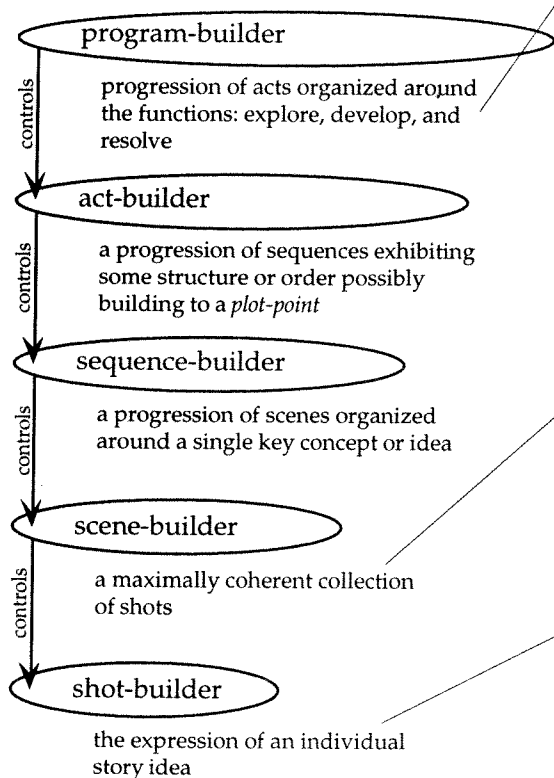 program-builder
progression of acts organized around
the functions: explore, develop, and
resolve
controls
act-builder
a progression of sequences exhibiting
some structure or order possibly
building to a plot-point
controls
sequence-builder
a progression of scenes organized
around a single key concept or idea
controls
scene-builder
a maximally coherent collection
of shots
controls
shot-builder
the expression of an individual
story idea